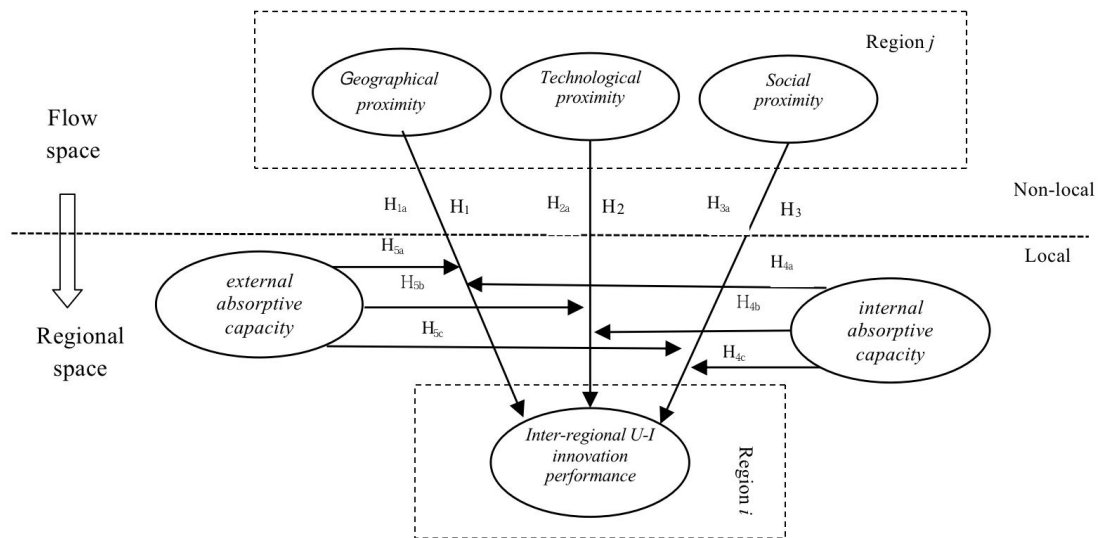 Region j
Geographical
proximity
Technological
proximity
Social
proximity
Flow
space
Non-local
H1a
H1
H2a
H2
H3a
H3
Local
H5a
H4a
external
absorptive
capacity
H5b
H4b
internal
absorptive
capacity
Regional
space
H5c
H4c
Inter-regional U-I
innovation
performance
Region i